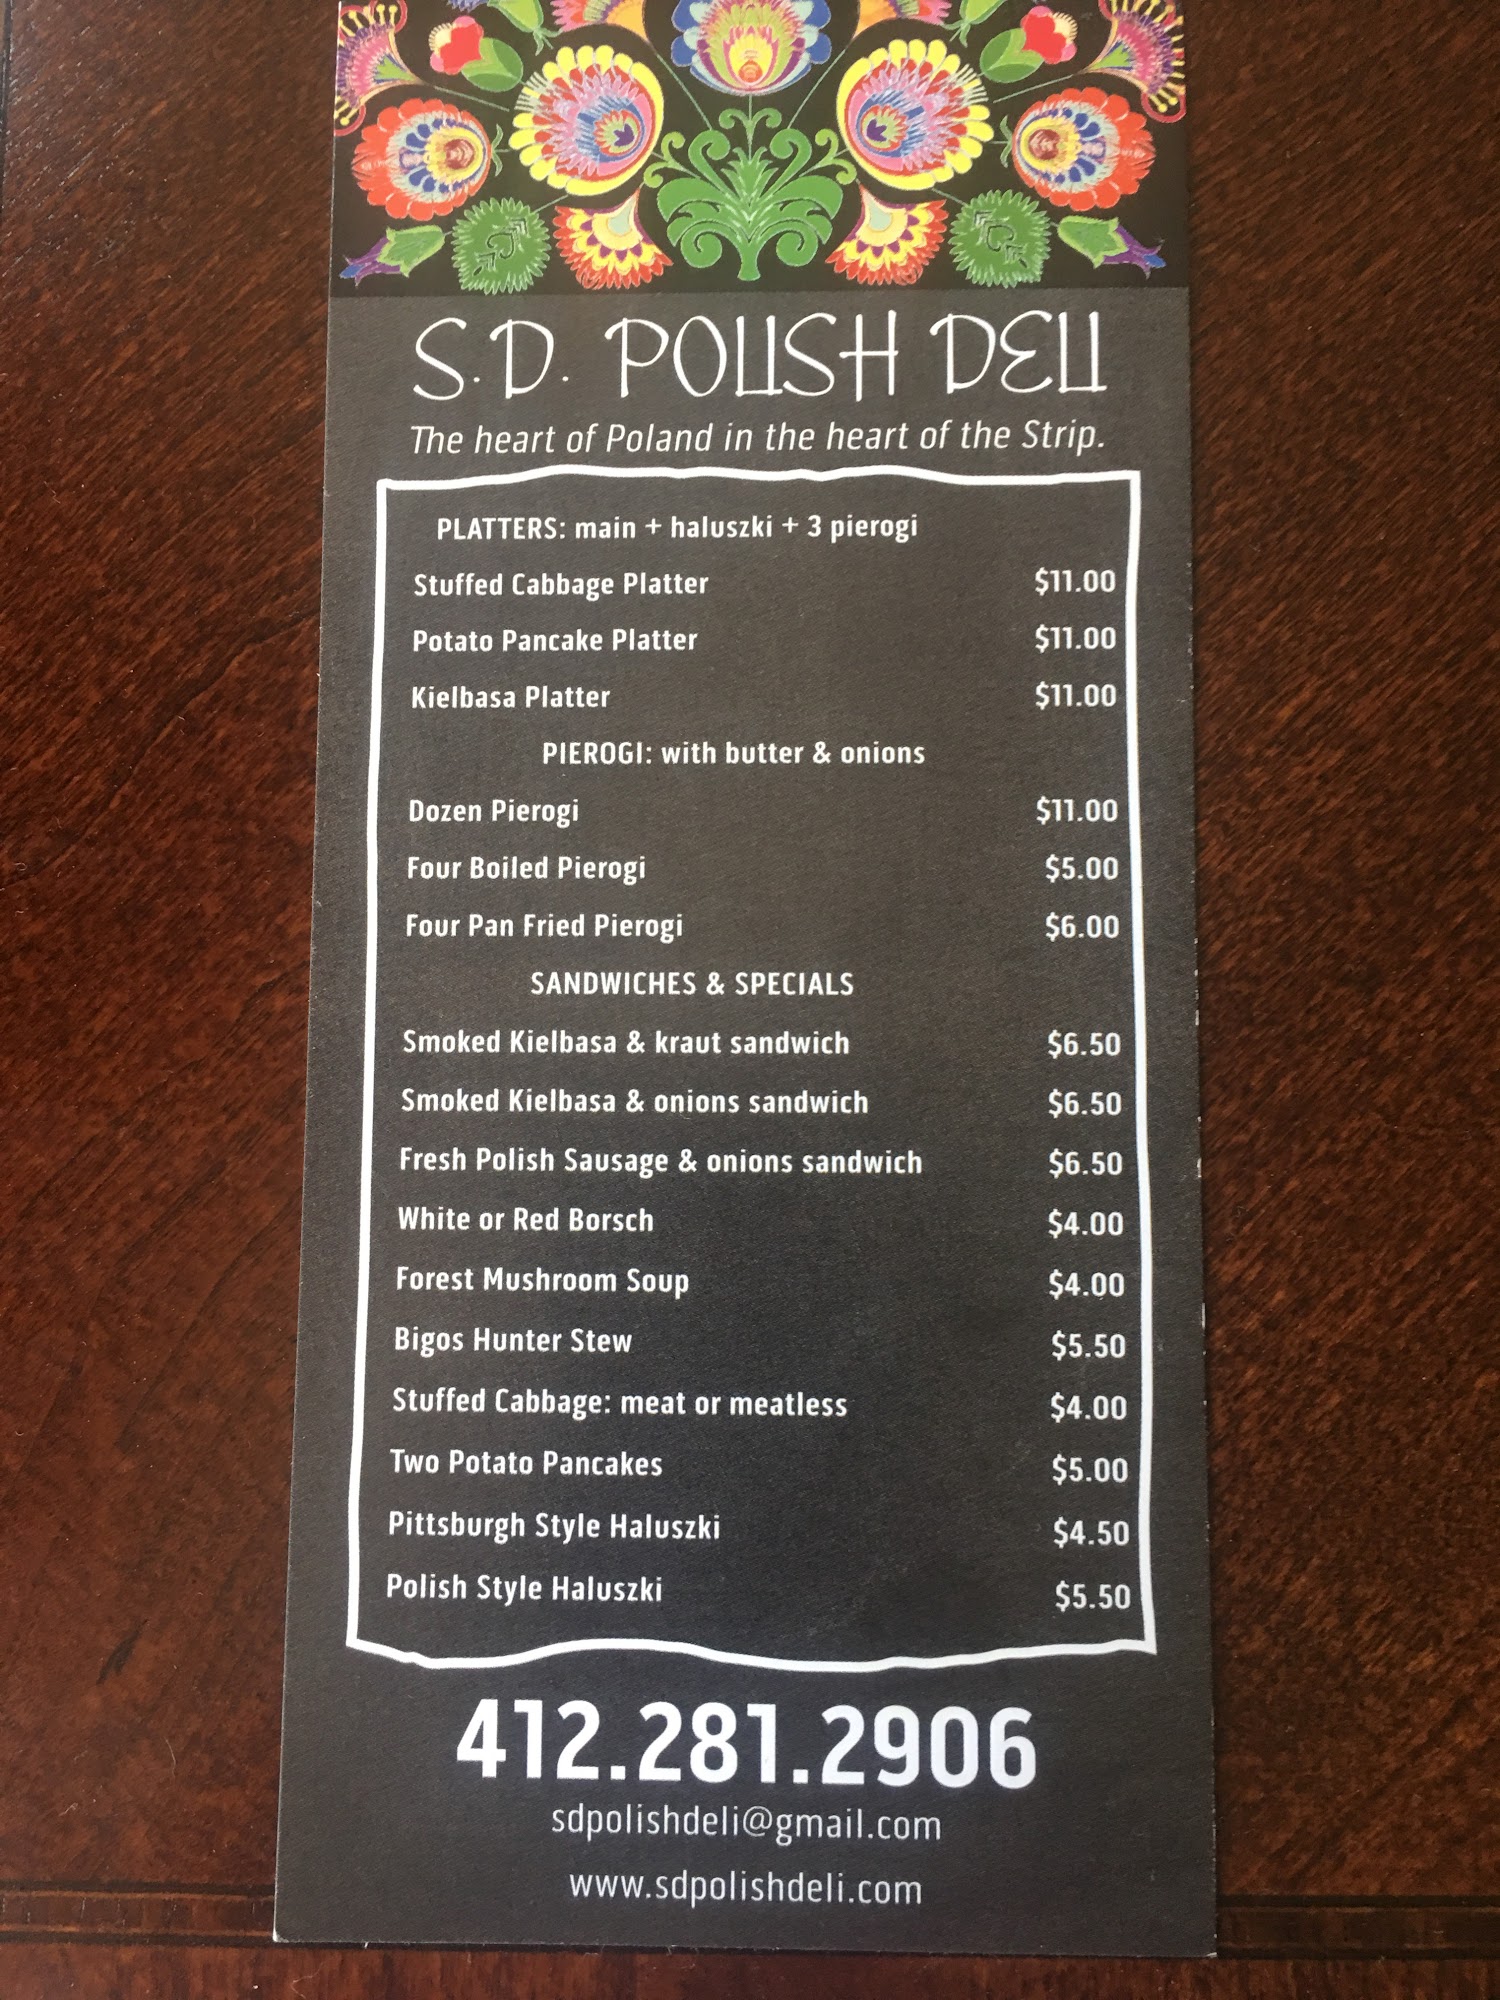 S.D. POLISH DELI
The heart of Poland in the heart of the Strip.
PLATTERS: main + haluszki + 3 pierogi
Stuffed Cabbage Platter $11.00
Potato Pancake Platter $11.00
Kielbasa Platter $11.00
PIEROGI: with butter & onions
Dozen Pierogi $11.00
Four Boiled Pierogi $5.00
Four Pan Fried Pierogi $6.00
SANDWICHES & SPECIALS
Smoked Kielbasa & kraut sandwich $6.50
Smoked Kielbasa & onions sandwich $6.50
Fresh Polish Sausage & onions sandwich $6.50
White or Red Borsch $4.00
Forest Mushroom Soup $4.00
Bigos Hunter Stew $5.50
Stuffed Cabbage: meat or meatless $4.00
Two Potato Pancakes $5.00
Pittsburgh Style Haluszki $4.50
Polish Style Haluszki $5.50
412.281.2906
sdpolishdeli@gmail.com
www.sdpolishdeli.com